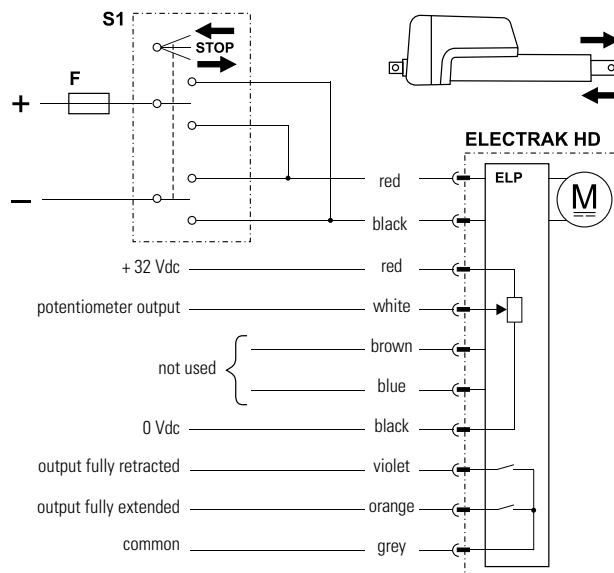 S1
STOP
F
+
–
ELECTRAK HD
ELP
M
red
black
+ 32 Vdc red
potentiometer output white
not used
brown
blue
0 Vdc black
output fully retracted violet
output fully extended orange
common grey